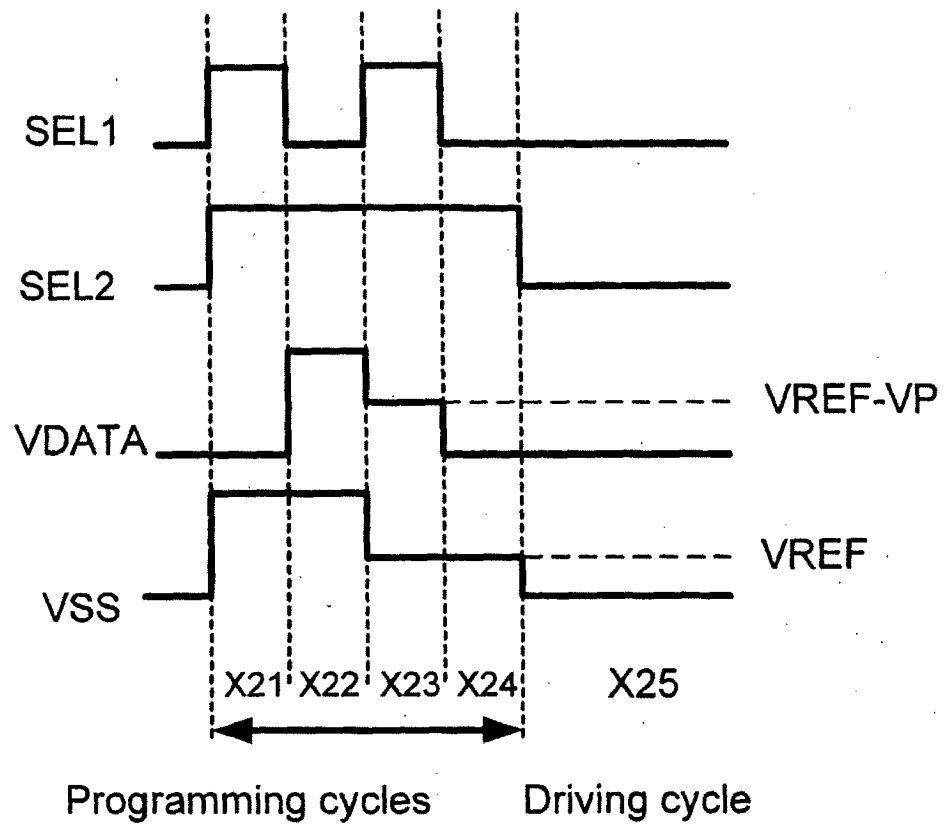 SEL1
SEL2
VREF-VP
VDATA
VREF
VSS
X21 X22 X23 X24 X25
Programming cycles Driving cycle